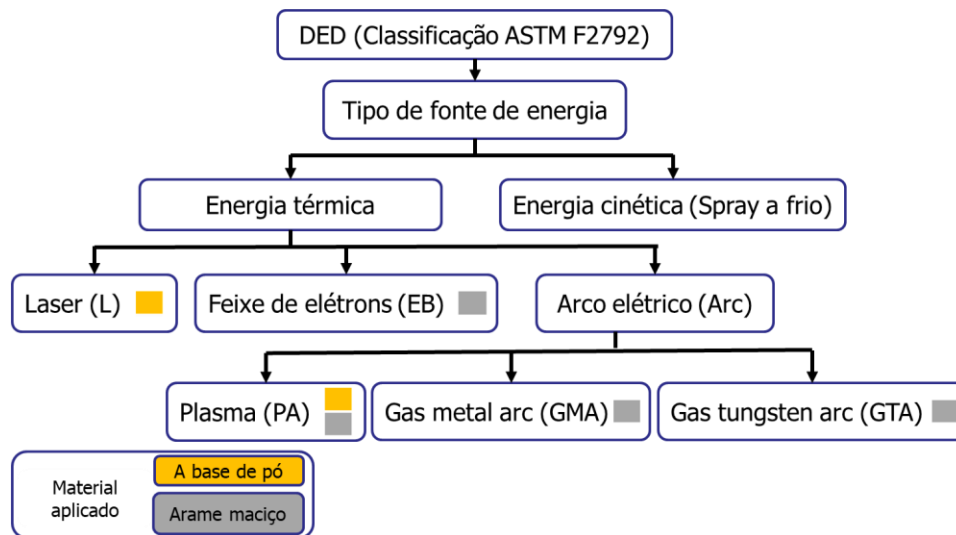 DED (Classificação ASTM F2792)
Tipo de fonte de energia
Energia térmica
Energia cinética (Spray a frio)
Laser (L)
Feixe de elétrons (EB)
Arco elétrico (Arc)
Plasma (PA)
Gas metal arc (GMA)
Gas tungsten arc (GTA)
Material
aplicado
A base de pó
Arame maciço